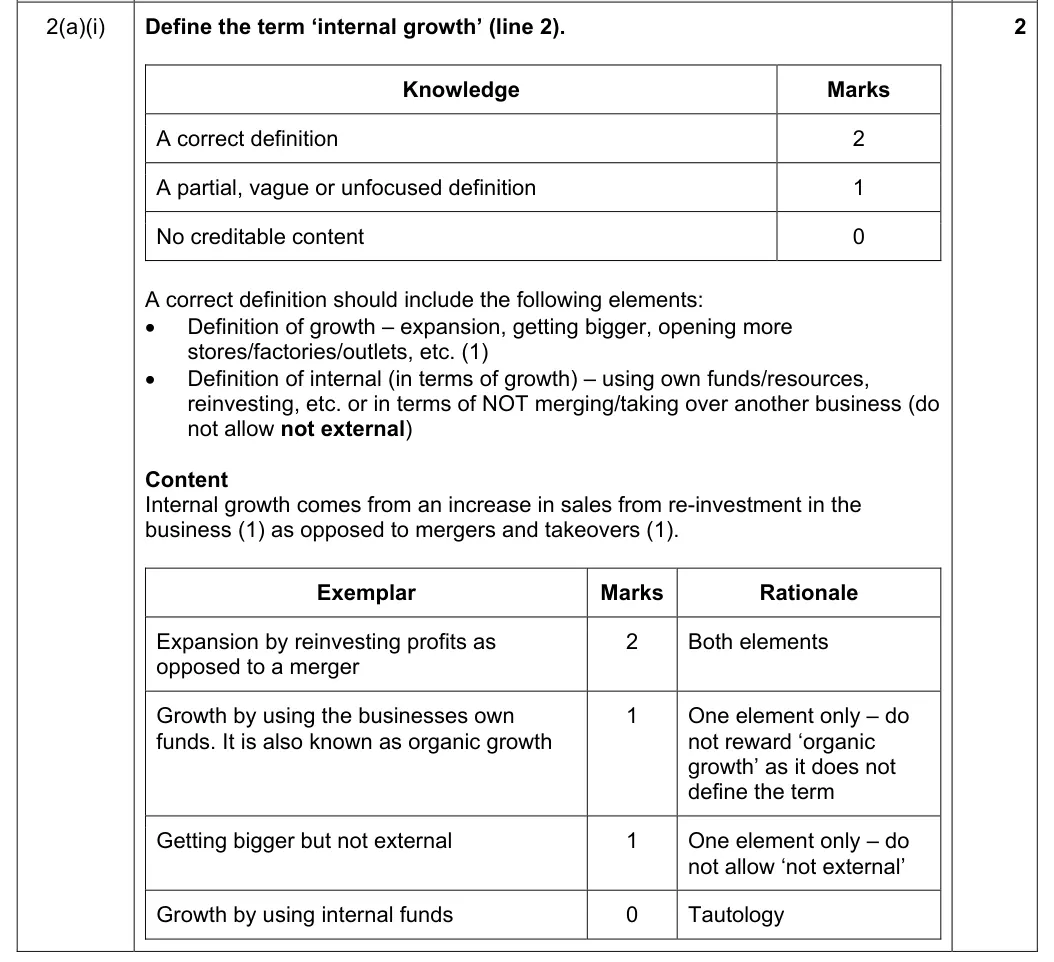 2(a)(i) Define the term ‘internal growth’ (line 2). 2
Knowledge Marks
A correct definition 2
A partial, vague or unfocused definition 1
No creditable content 0
A correct definition should include the following elements:
• Definition of growth – expansion, getting bigger, opening more
stores/factories/outlets, etc. (1)
• Definition of internal (in terms of growth) – using own funds/resources,
reinvesting, etc. or in terms of NOT merging/taking over another business (do
not allow not external)
Content
Internal growth comes from an increase in sales from re-investment in the
business (1) as opposed to mergers and takeovers (1).
Exemplar Marks Rationale
Expansion by reinvesting profits as 2 Both elements
opposed to a merger
Growth by using the businesses own 1 One element only – do
funds. It is also known as organic growth not reward ‘organic
growth’ as it does not
define the term
Getting bigger but not external 1 One element only – do
not allow ‘not external’
Growth by using internal funds 0 Tautology